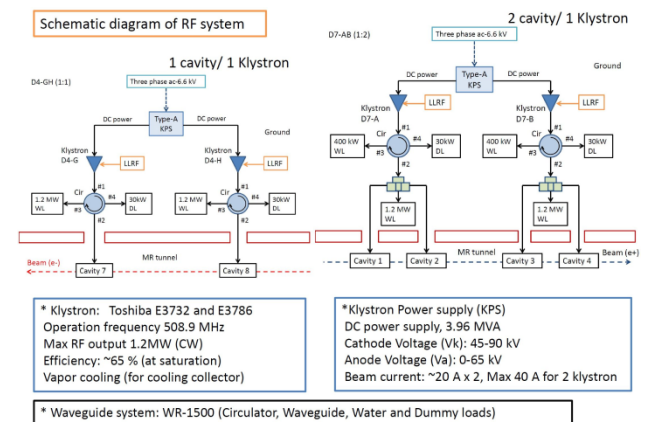 Schematic diagram of RF system
2 cavity/ 1 Klystron
D7-AB (1:2)
Three phase ac-6.6 kV
1 cavity/ 1 Klystron
Ground
D4-GH (1:1)
Three phase ac-6.6 kV
DC power
Type-A
KPS
DC power
Klystron
D7-A
LLRF
Klystron
D7-B
LLRF
DC power
Type-A
KPS
DC power
Ground
Klystron
D4-G
LLRF
Klystron
D4-H
LLRF
400 kW
WL
Cir
#1
#4
#3
#2
30kW
DL
400 kW
WL
Cir
#1
#4
#3
#2
30kW
DL
1.2 MW
WL
Cir
#1
#4
#3
#2
30kW
DL
1.2 MW
WL
Cir
#1
#4
#3
#2
30kW
DL
1.2 MW
WL
1.2 MW
WL
Beam (e-)
MR tunnel
Cavity 7
Cavity 8
Cavity 1
Cavity 2
MR tunnel
Cavity 3
Cavity 4
Beam (e+)
* Klystron: Toshiba E3732 and E3786
Operation frequency 508.9 MHz
Max RF output 1.2MW (CW)
Efficiency: ~65 % (at saturation)
Vapor cooling (for cooling collector)
*Klystron Power supply (KPS)
DC power supply, 3.96 MVA
Cathode Voltage (Vk): 45-90 kV
Anode Voltage (Va): 0-65 kV
Beam current: ~20 A x 2, Max 40 A for 2 klystron
* Waveguide system: WR-1500 (Circulator, Waveguide, Water and Dummy loads)